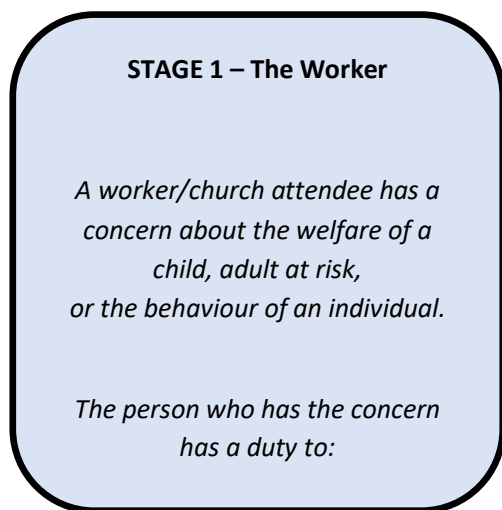 STAGE 1 – The Worker
A worker/church attendee has a
concern about the welfare of a
child, adult at risk,
or the behaviour of an individual.
The person who has the concern
has a duty to: